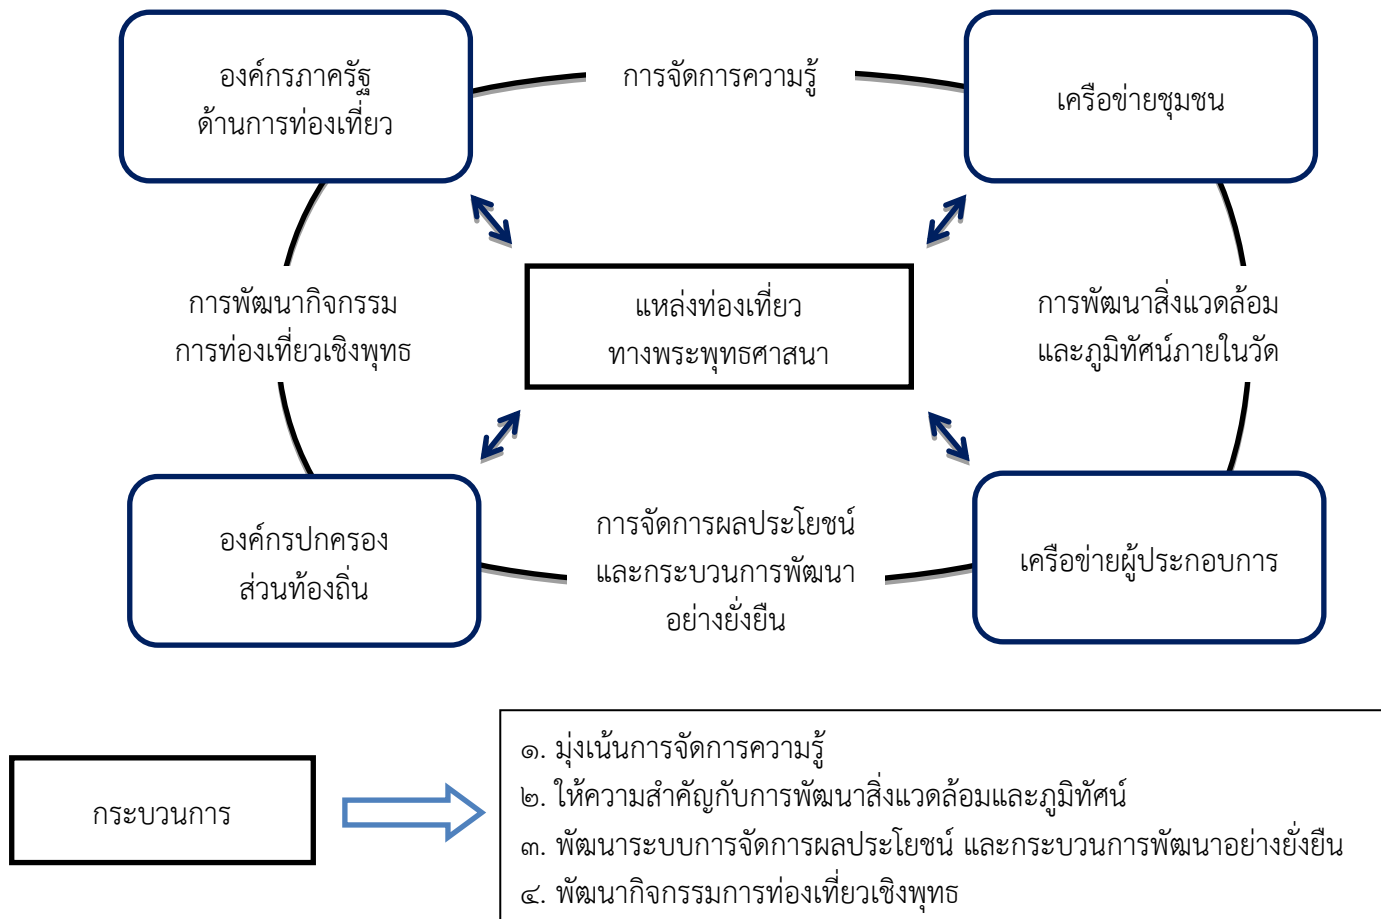 องค์กรภาครัฐ
ด้านการท่องเที่ยว
การจัดการความรู้
เครือข่ายชุมชน
การพัฒนากิจกรรม
การท่องเที่ยวเชิงพุทธ
แหล่งท่องเที่ยว
ทางพระพุทธศาสนา
การพัฒนาสิ่งแวดล้อม
และภูมิทัศน์ภายในวัด
องค์กรปกครอง
ส่วนท้องถิ่น
การจัดการผลประโยชน์
และกระบวนการพัฒนา
อย่างยั่งยืน
เครือข่ายผู้ประกอบการ
กระบวนการ
๑. มุ่งเน้นการจัดการความรู้
๒. ให้ความสำคัญกับการพัฒนาสิ่งแวดล้อมและภูมิทัศน์
๓. พัฒนาระบบการจัดการผลประโยชน์ และกระบวนการพัฒนาอย่างยั่งยืน
๔. พัฒนากิจกรรมการท่องเที่ยวเชิงพุทธ